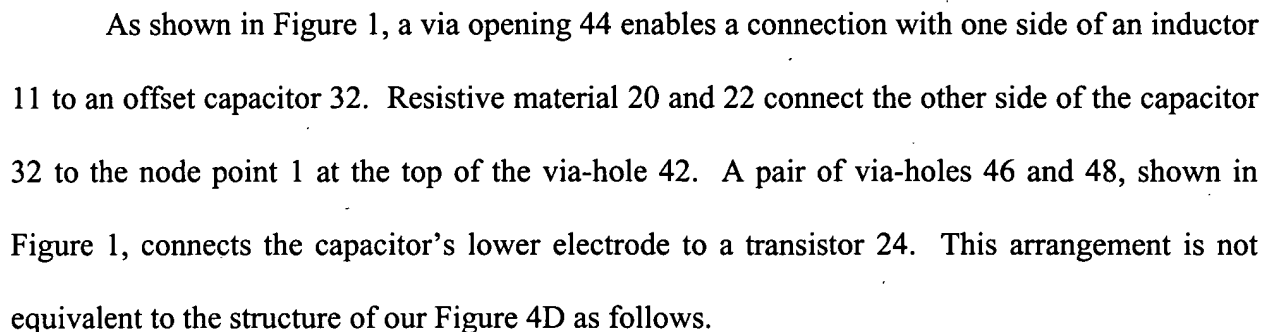 As shown in Figure 1, a via opening 44 enables a connection with one side of an inductor
11 to an offset capacitor 32. Resistive material 20 and 22 connect the other side of the capacitor
32 to the node point 1 at the top of the via-hole 42. A pair of via-holes 46 and 48, shown in
Figure 1, connects the capacitor's lower electrode to a transistor 24. This arrangement is not
equivalent to the structure of our Figure 4D as follows.